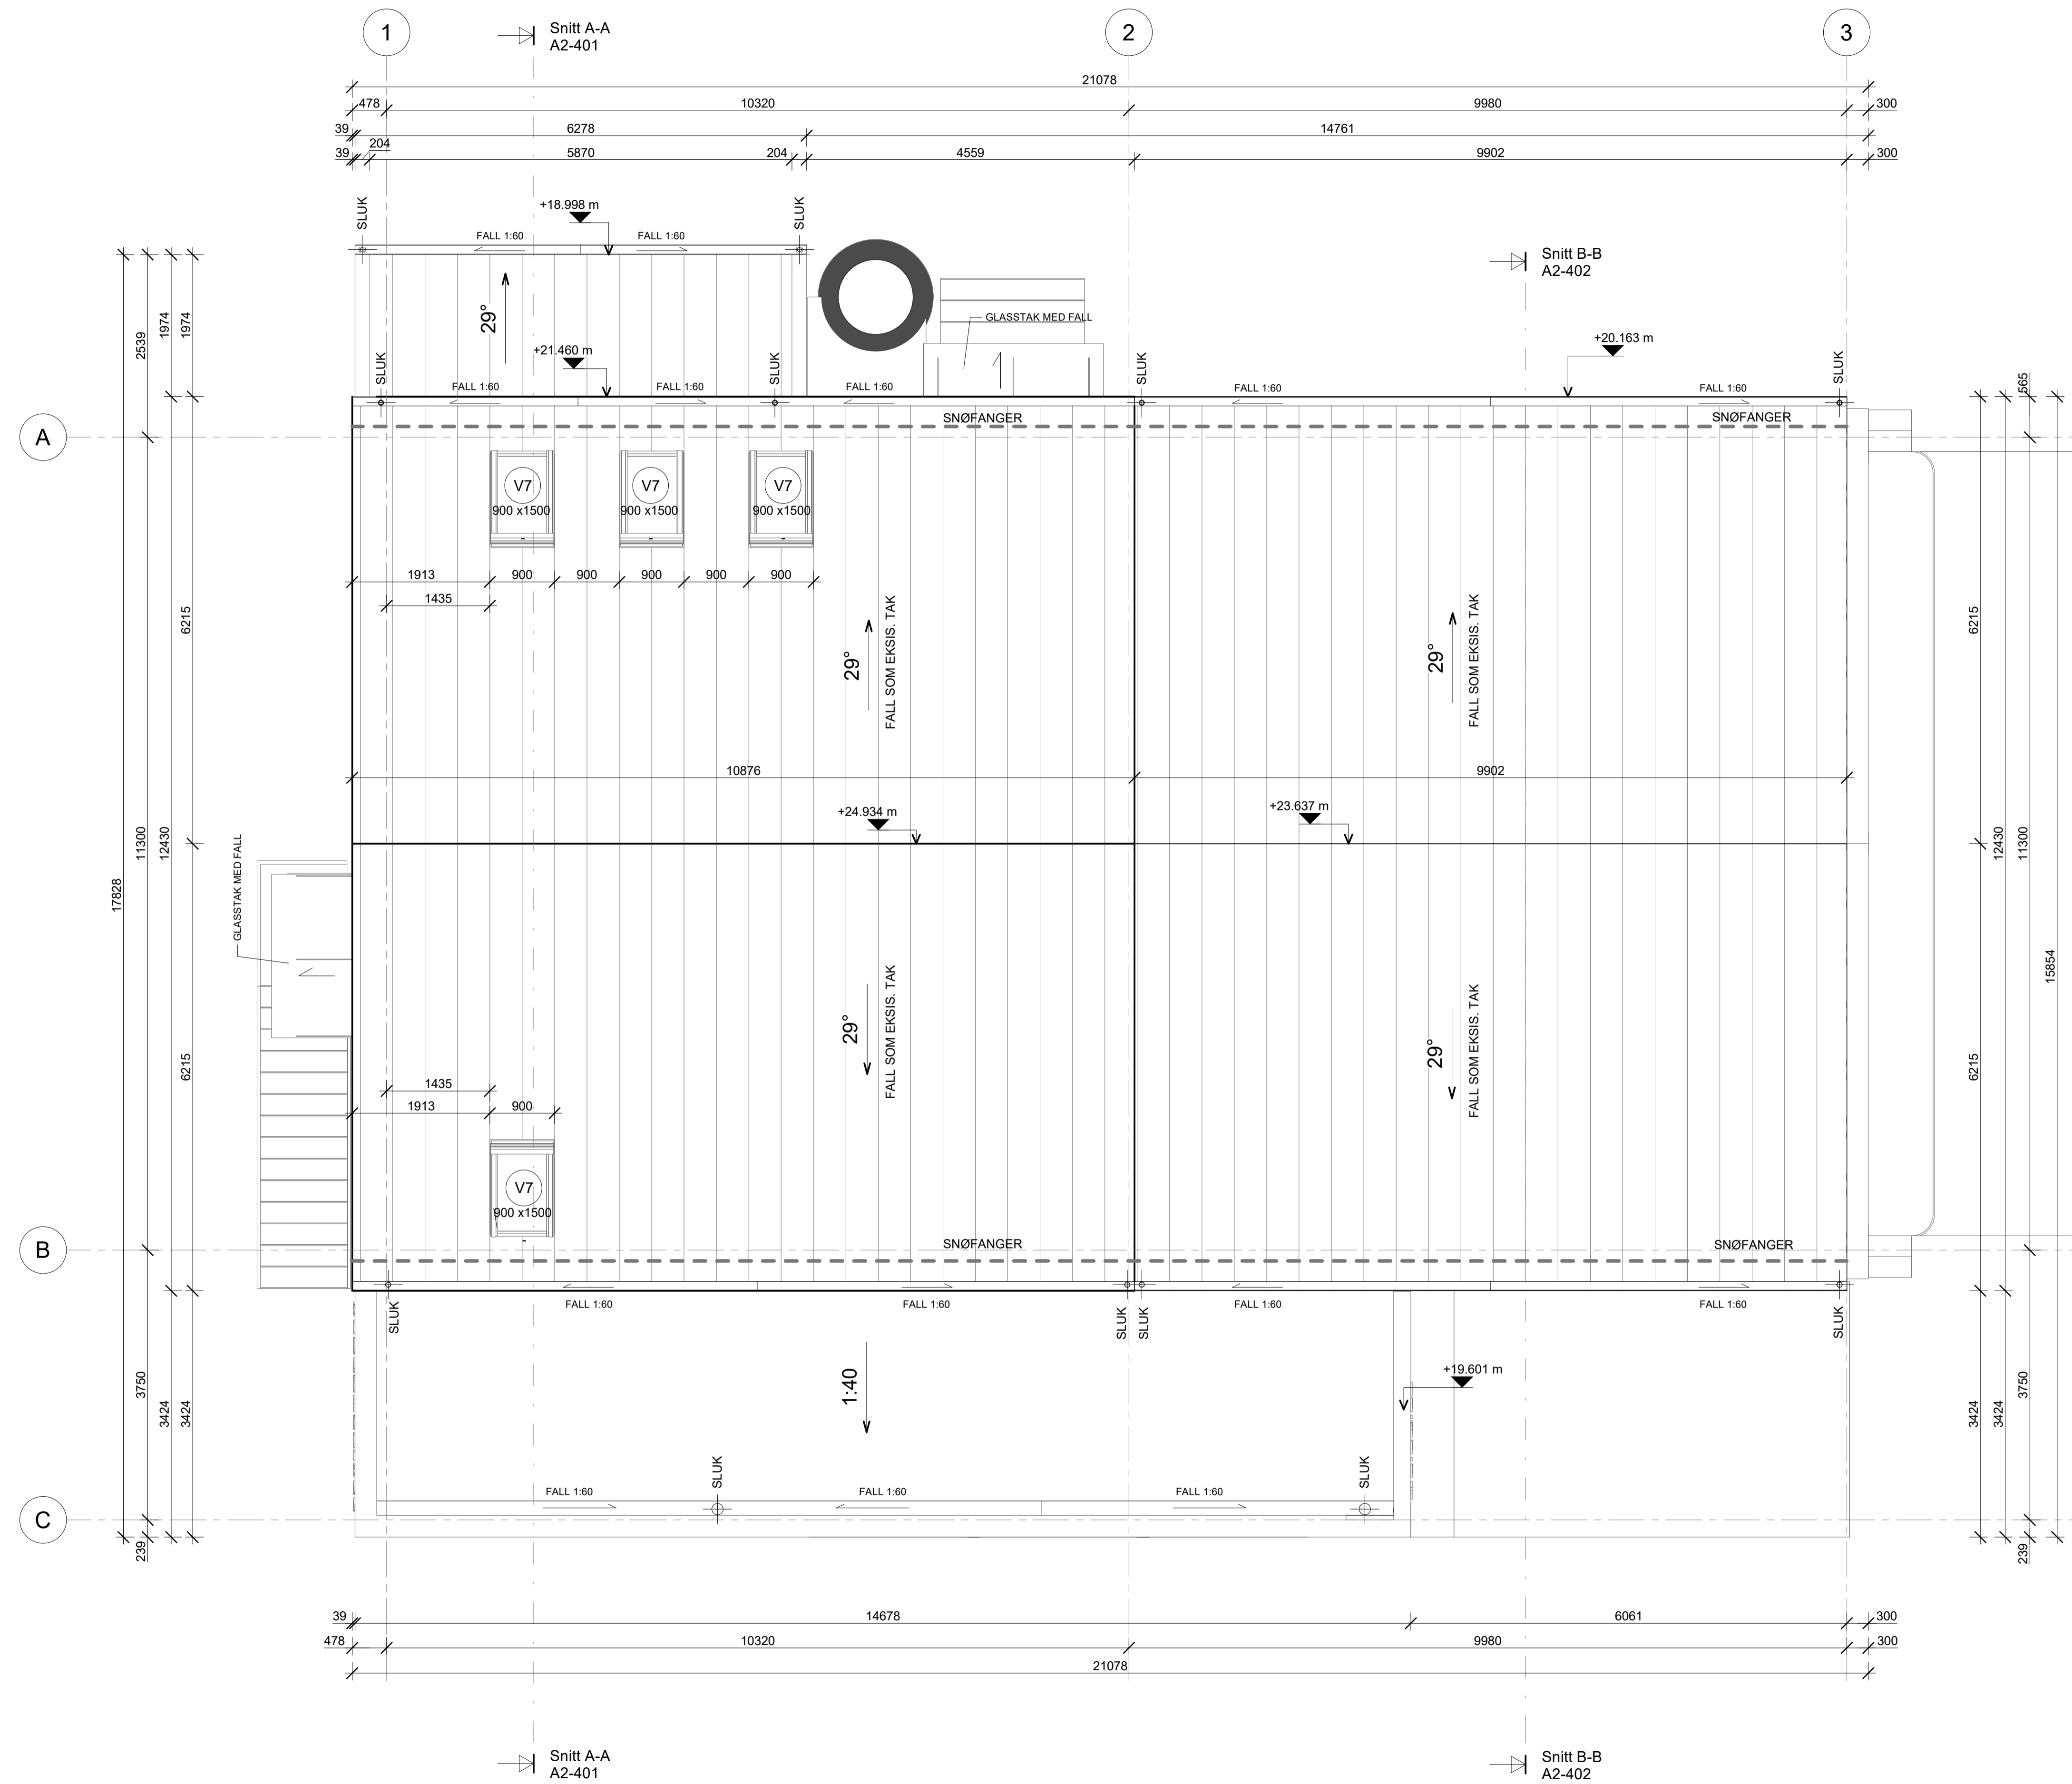 1
Snitt A-A
A2-401
2
3
21078
478
10320
9980
300
39
6278
14761
39
204
5870
204
4559
9902
300
SLUK
+18.998 m
SLUK
FALL 1:60
FALL 1:60
Snitt B-B
A2-402
29°
GLASSTAK MED FALL
+21.460 m
+20.163 m
SLUK
SLUK
SLUK
SLUK
FALL 1:60
FALL 1:60
FALL 1:60
FALL 1:60
FALL 1:60
2539
1974
1974
565
A
SNØFANGER
SNØFANGER
V7
900 x1500
V7
900 x1500
V7
900 x1500
1913
900
900
900
900
900
1435
6215
6215
29°
FALL SOM EKSIS. TAK
29°
FALL SOM EKSIS. TAK
10876
9902
+24.934 m
+23.637 m
17828
11300
12430
12430
11300
15854
GLASSTAK MED FALL
29°
FALL SOM EKSIS. TAK
29°
FALL SOM EKSIS. TAK
6215
6215
1435
1913
900
V7
900 x1500
B
SNØFANGER
SNØFANGER
FALL 1:60
FALL 1:60
FALL 1:60
FALL 1:60
SLUK
SLUK
SLUK
SLUK
1:40
+19.601 m
3750
3424
3424
3424
3424
3750
SLUK
SLUK
FALL 1:60
FALL 1:60
FALL 1:60
C
239
239
39
14678
6061
300
478
10320
9980
300
21078
Snitt A-A
A2-401
Snitt B-B
A2-402